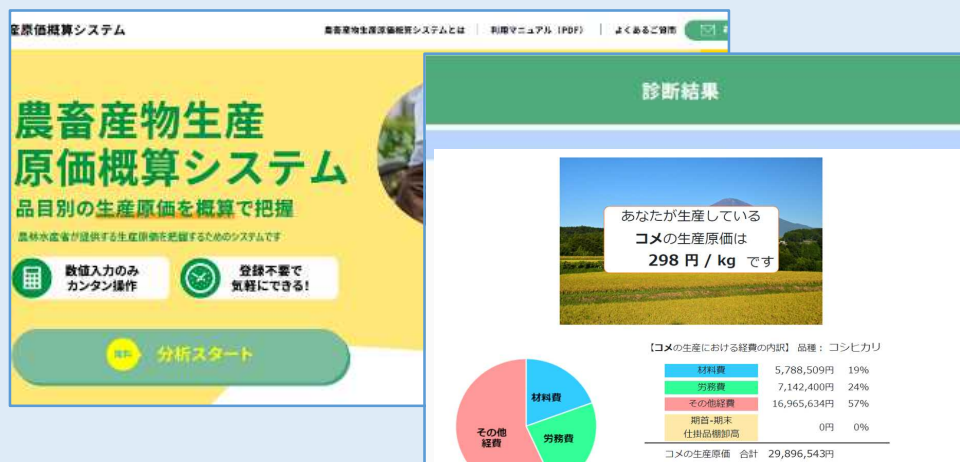 産原価概算システム
農畜産物生産原価概算システムとは
利用マニュアル（PDF）
よくあるご質問
農畜産物生産
原価概算システム
品目別の生産原価を概算で把握
農林水産省が提供する生産原価を把握するためのシステムです
数値入力のみ
カンタン操作
登録不要で
気軽にできる!
無料
分析スタート
診断結果
あなたが生産している
コメの生産原価は
298 円 / kg です
【コメの生産における経費の内訳】 品種： コシヒカリ
材料費 5,788,509円 19%
労務費 7,142,400円 24%
その他経費 16,965,634円 57%
期首-期末
仕掛品棚卸高 0円 0%
コメの生産原価 合計 29,896,543円
材料費
労務費
その他
経費